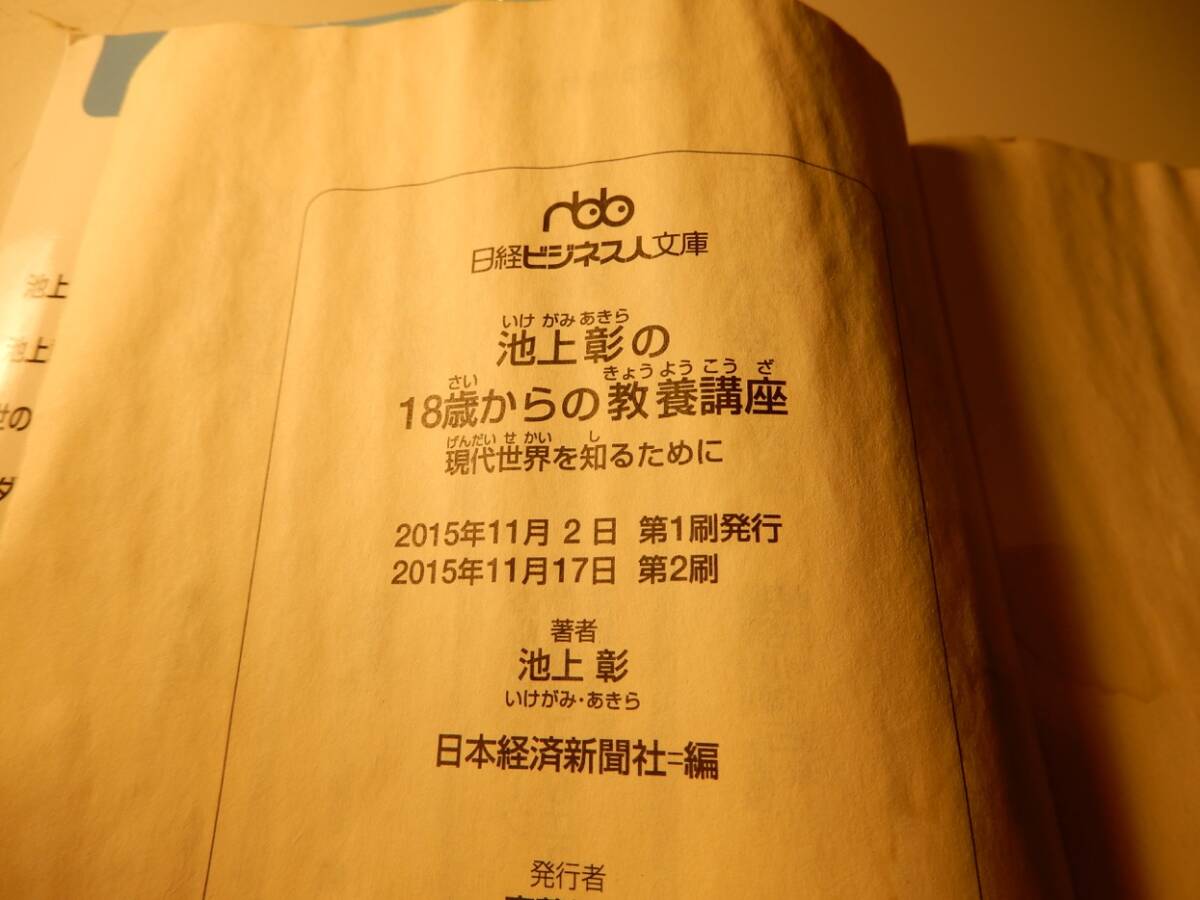 nbb
日経ビジネス人文庫
いけ がみ あきら
池上彰の
さい きょう よう こう ざ
18歳からの教養講座
げんだい せ かい し
現代世界を知るために
2015年11月 2 日 第1刷発行
2015年11月17日 第2刷
著者
池上 彰
いけがみ・あきら
日本経済新聞社=編
発行者
池上
池上
世の